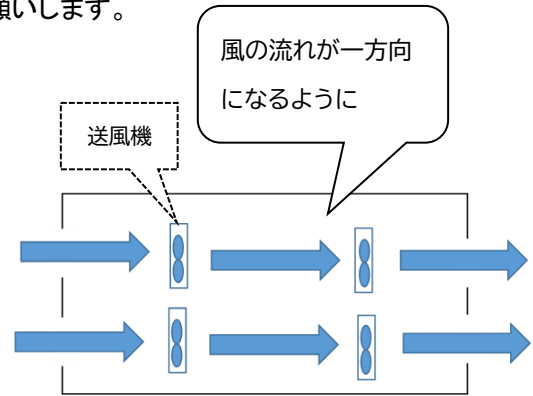 願いします。
風の流れが一方向
になるように
送風機